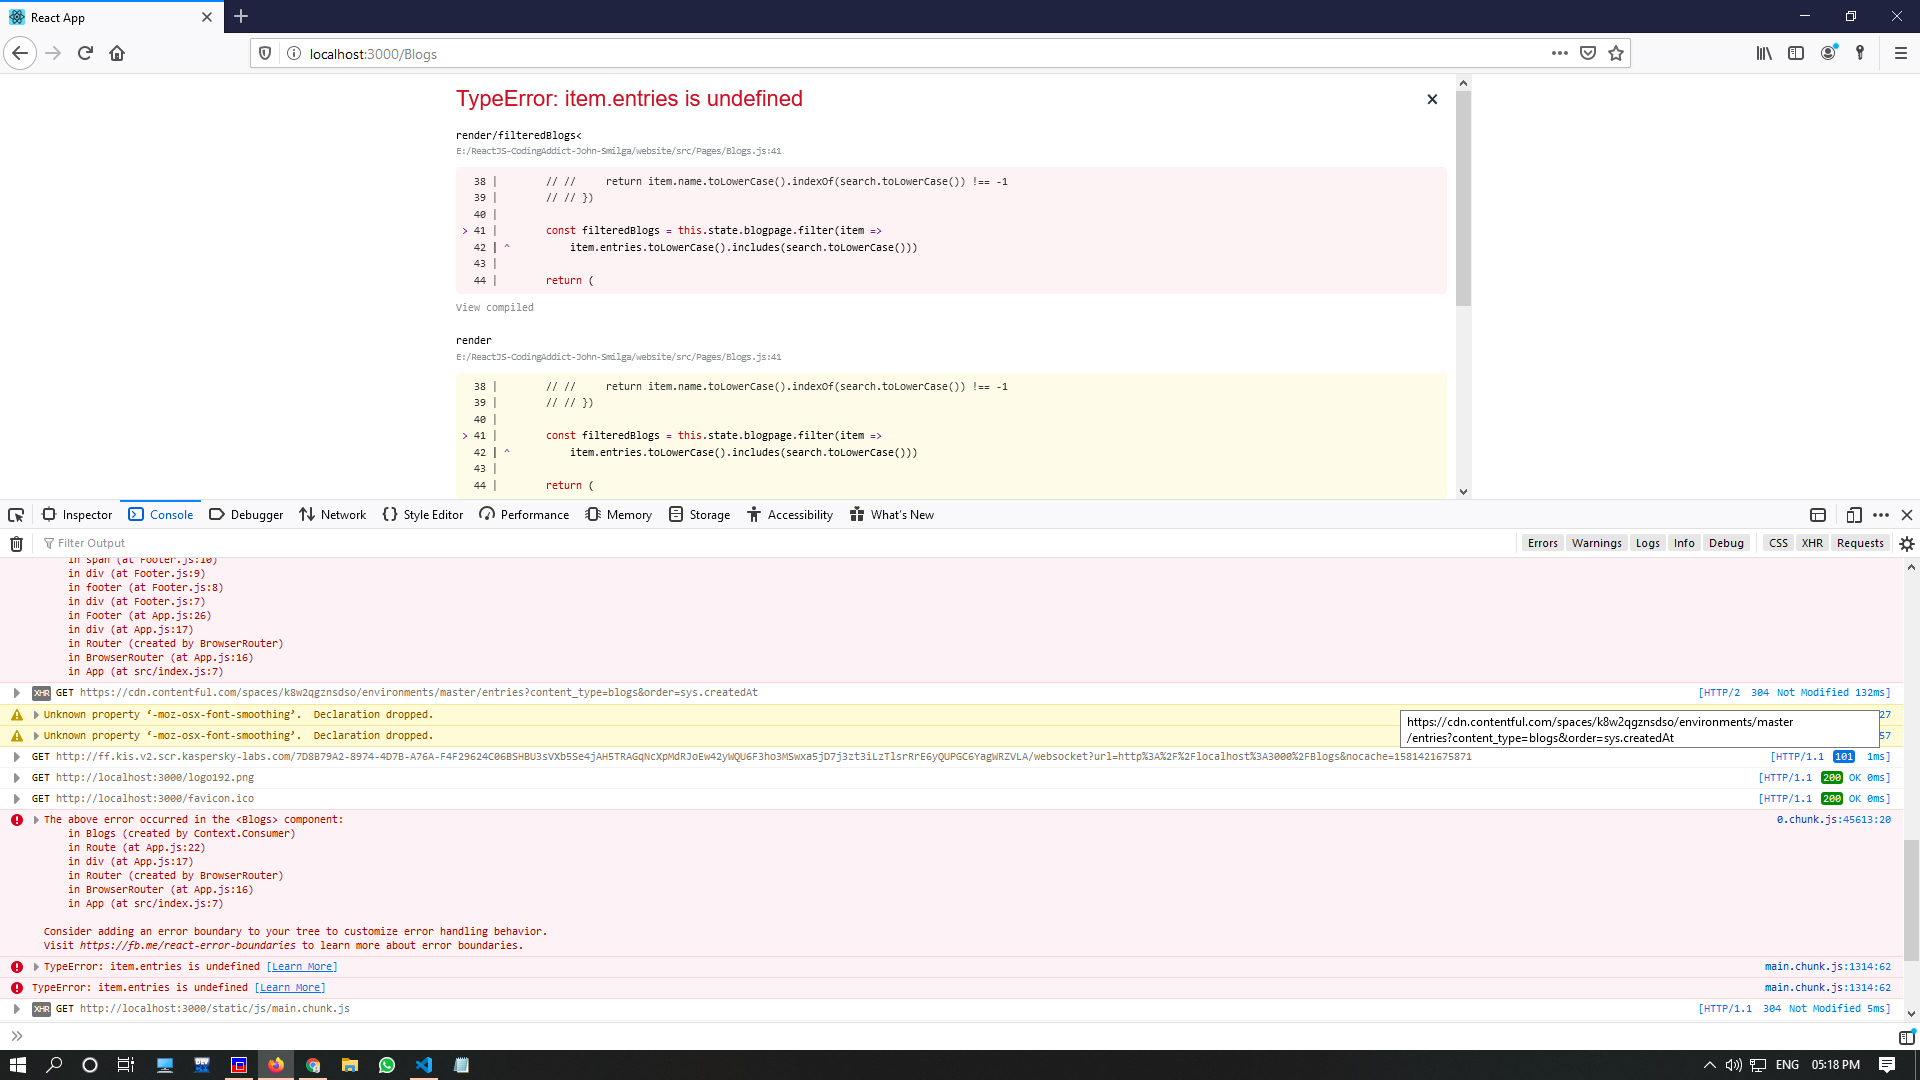 React App
localhost:3000/Blogs
TypeError: item.entries is undefined
render/filteredBlogs<
E:/ReactJS-CodingAddict-John-Smilga/website/src/Pages/Blogs.js:41
38 | // // return item.name.toLowerCase().indexOf(search.toLowerCase()) !== -1
39 | // // })
40 |
> 41 | const filteredBlogs = this.state.blogpage.filter(item =>
42 | ^ item.entries.toLowerCase().includes(search.toLowerCase()))
43 |
44 | return (
View compiled
render
E:/ReactJS-CodingAddict-John-Smilga/website/src/Pages/Blogs.js:41
38 | // // return item.name.toLowerCase().indexOf(search.toLowerCase()) !== -1
39 | // // })
40 |
> 41 | const filteredBlogs = this.state.blogpage.filter(item =>
42 | ^ item.entries.toLowerCase().includes(search.toLowerCase()))
43 |
44 | return (
Inspector Console Debugger Network Style Editor Performance Memory Storage Accessibility What's New
Filter Output Errors Warnings Logs Info Debug CSS XHR Requests
in span (at Footer.js:10)
in div (at Footer.js:9)
in footer (at Footer.js:8)
in div (at Footer.js:7)
in Footer (at App.js:26)
in div (at App.js:17)
in Router (created by BrowserRouter)
in BrowserRouter (at App.js:16)
in App (at src/index.js:7)
XHR GET https://cdn.contentful.com/spaces/k8w2qgznsdso/environments/master/entries?content_type=blogs&order=sys.createdAt [HTTP/2 304 Not Modified 132ms]
Unknown property ‘-moz-osx-font-smoothing’. Declaration dropped. 27
https://cdn.contentful.com/spaces/k8w2qgznsdso/environments/master
/entries?content_type=blogs&order=sys.createdAt
Unknown property ‘-moz-osx-font-smoothing’. Declaration dropped. 57
GET http://ff.kis.v2.scr.kaspersky-labs.com/7D8B79A2-8974-4D7B-A76A-F4F29624C06BSHBU3sVXb5Se4jAH5TRAGqNcXpMdRJoEw42yWQU6F3ho3MSwxa5jD7j3zt3iLzTlsrRrE6yQUPGC6YagWRZVLA/websocket?url=http%3A%2F%2Flocalhost%3A3000%2FBlogs&nocache=1581421675871 [HTTP/1.1 101 1ms]
GET http://localhost:3000/logo192.png [HTTP/1.1 200 OK 0ms]
GET http://localhost:3000/favicon.ico [HTTP/1.1 200 OK 0ms]
The above error occurred in the <Blogs> component: 0.chunk.js:45613:20
in Blogs (created by Context.Consumer)
in Route (at App.js:22)
in div (at App.js:17)
in Router (created by BrowserRouter)
in BrowserRouter (at App.js:16)
in App (at src/index.js:7)
Consider adding an error boundary to your tree to customize error handling behavior.
Visit https://fb.me/react-error-boundaries to learn more about error boundaries.
TypeError: item.entries is undefined [Learn More] main.chunk.js:1314:62
TypeError: item.entries is undefined [Learn More] main.chunk.js:1314:62
XHR GET http://localhost:3000/static/js/main.chunk.js [HTTP/1.1 304 Not Modified 5ms]
ENG 05:18 PM